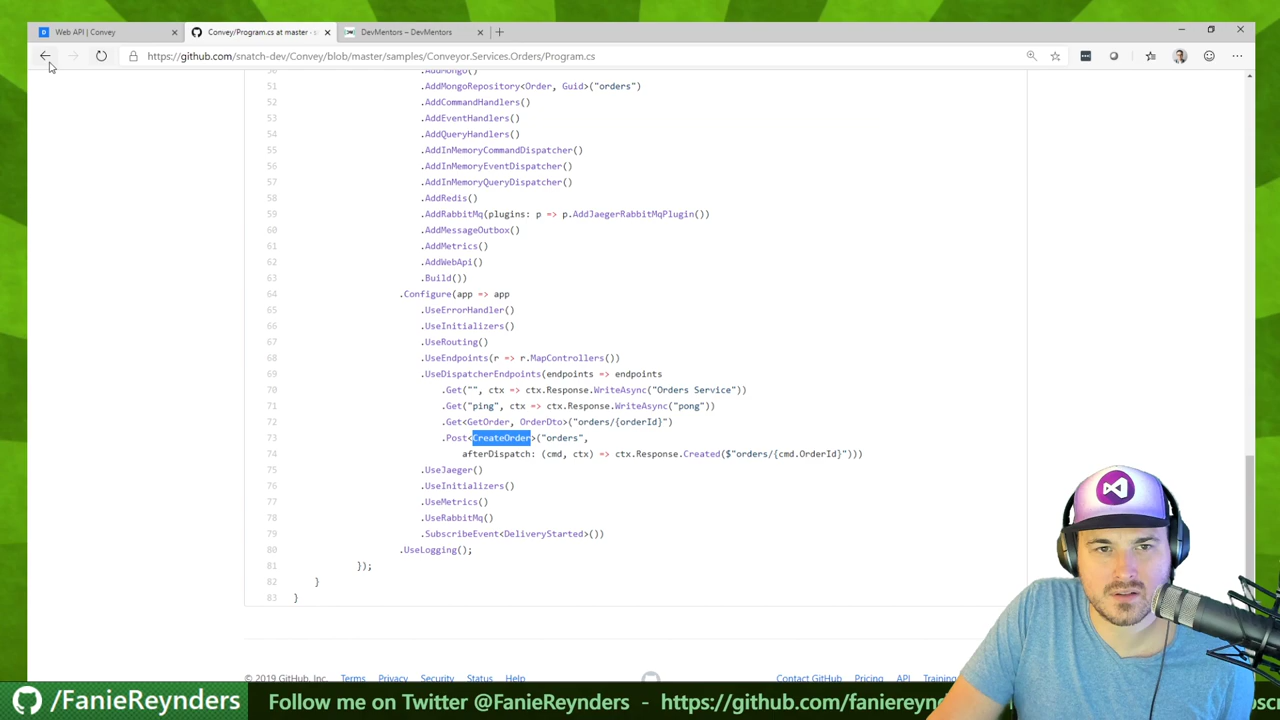 Web API | Convey
Convey/Program.cs at master · s
DevMentors – DevMentors
https://github.com/snatch-dev/Convey/blob/master/samples/Conveyor.Services.Orders/Program.cs
50 .AddMongo()
51 .AddMongoRepository<Order, Guid>("orders")
52 .AddCommandHandlers()
53 .AddEventHandlers()
54 .AddQueryHandlers()
55 .AddInMemoryCommandDispatcher()
56 .AddInMemoryEventDispatcher()
57 .AddInMemoryQueryDispatcher()
58 .AddRedis()
59 .AddRabbitMq(plugins: p => p.AddJaegerRabbitMqPlugin())
60 .AddMessageOutbox()
61 .AddMetrics()
62 .AddWebApi()
63 .Build())
64 .Configure(app => app
65 .UseErrorHandler()
66 .UseInitializers()
67 .UseRouting()
68 .UseEndpoints(r => r.MapControllers())
69 .UseDispatcherEndpoints(endpoints => endpoints
70 .Get("", ctx => ctx.Response.WriteAsync("Orders Service"))
71 .Get("ping", ctx => ctx.Response.WriteAsync("pong"))
72 .Get<GetOrder, OrderDto>("orders/{orderId}")
73 .Post<CreateOrder>("orders",
74 afterDispatch: (cmd, ctx) => ctx.Response.Created($"orders/{cmd.OrderId}")))
75 .UseJaeger()
76 .UseInitializers()
77 .UseMetrics()
78 .UseRabbitMq()
79 .SubscribeEvent<DeliveryStarted>())
80 .UseLogging();
81 });
82 }
83 }
© 2019 GitHub, Inc. Terms Privacy Security Status Help Contact GitHub Pricing API Training
/FanieReynders Follow me on Twitter @FanieReynders - https://github.com/faniereynd